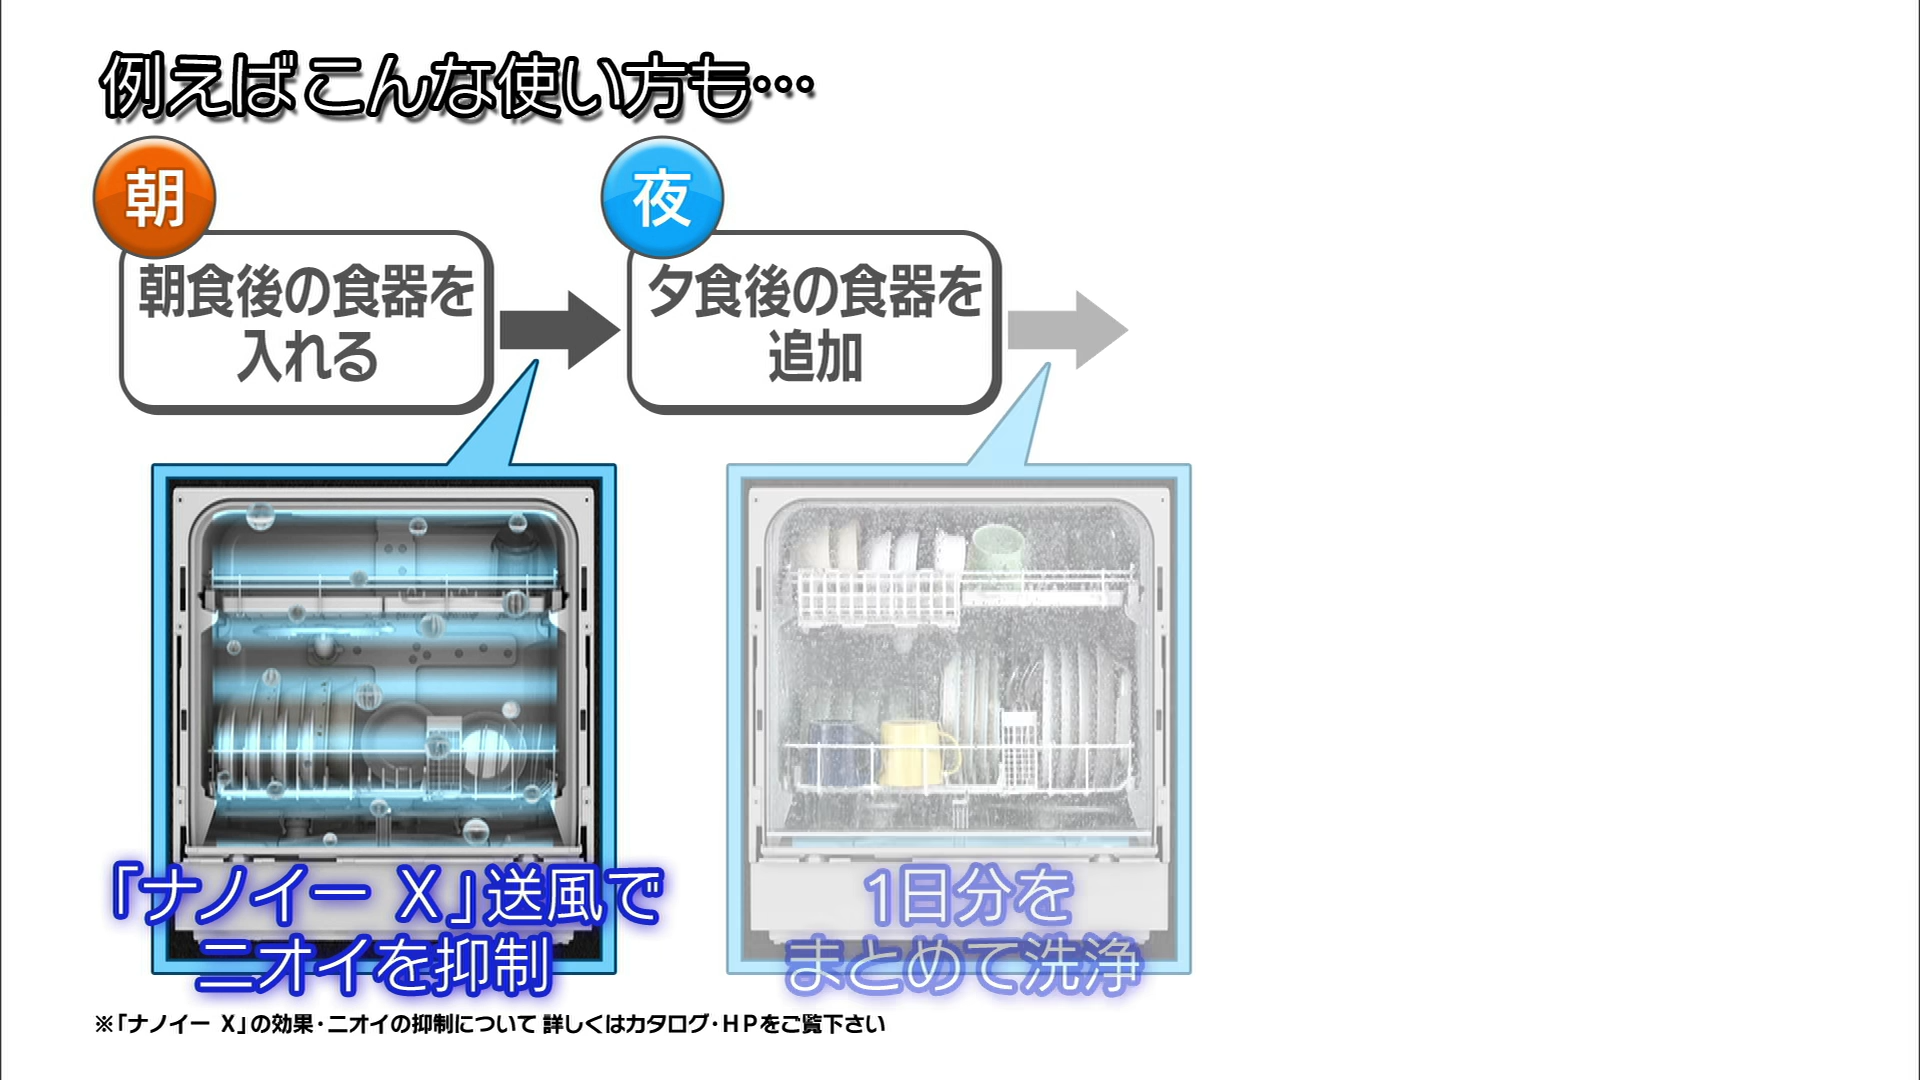 例えばこんな使い方も…
朝
朝食後の食器を
入れる
夜
夕食後の食器を
追加
「ナノイー X」送風で
ニオイを抑制
1日分を
まとめて洗浄
※「ナノイー X」の効果・ニオイの抑制について 詳しくはカタログ・HPをご覧下さい